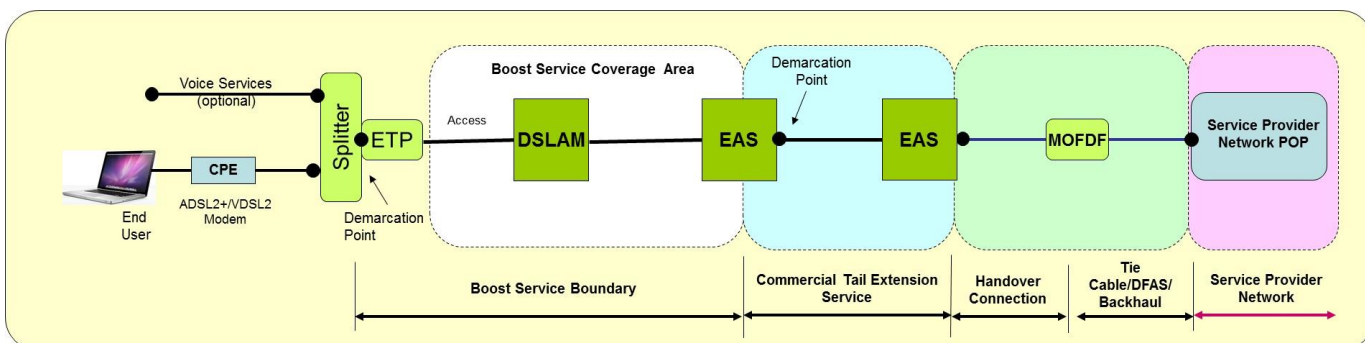 Voice Services
(optional)
CPE
ADSL2+/VDSL2
Modem
End
User
Splitter
ETP
Demarcation
Point
Access
Boost Service Coverage Area
DSLAM
EAS
Demarcation
Point
EAS
MOFDF
Service Provider
Network POP
Boost Service Boundary
Commercial Tail Extension
Service
Handover
Connection
Tie
Cable/DFAS/
Backhaul
Service Provider
Network